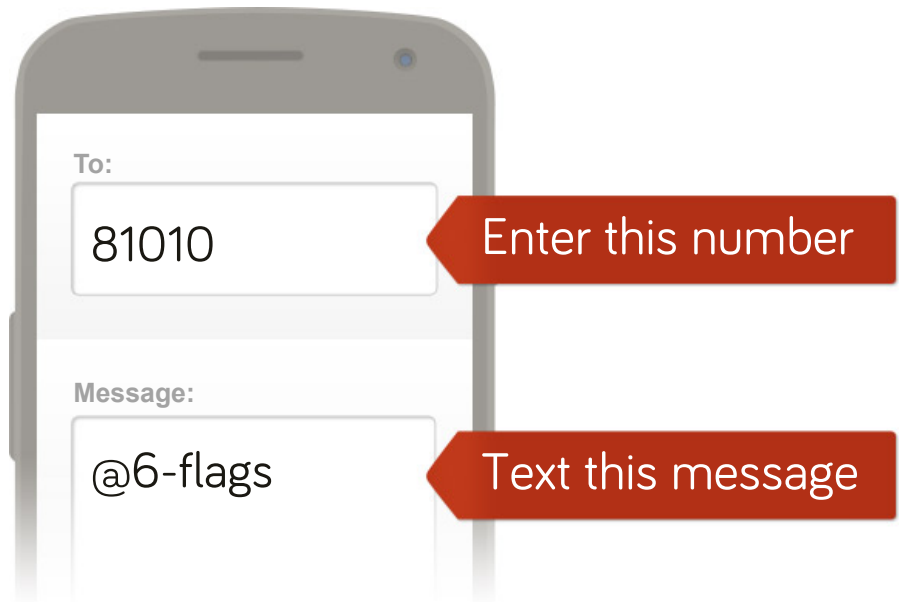 To:
81010
Enter this number
Message:
@6-flags
Text this message